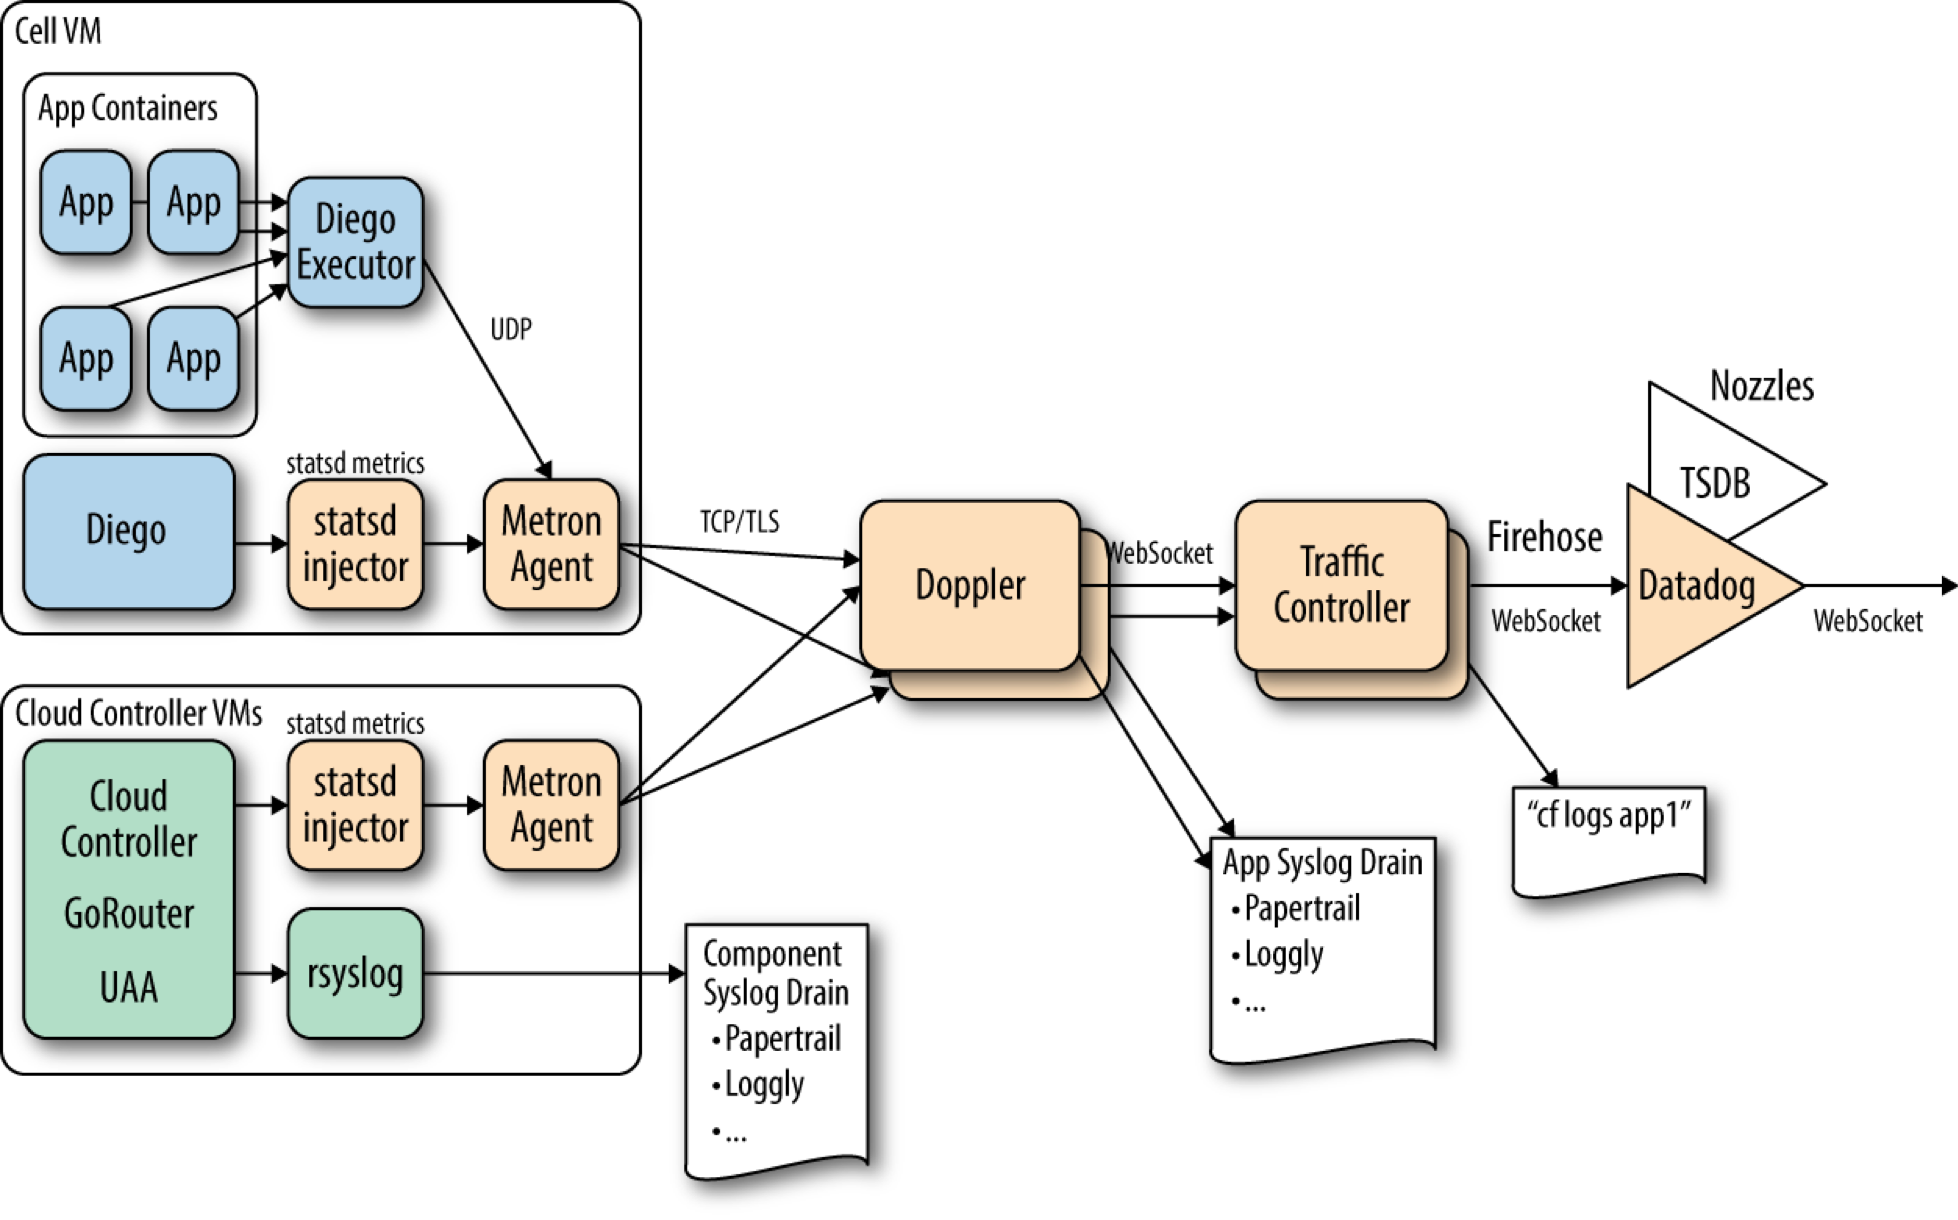 Cell VM
App Containers
App
App
Diego
Executor
App
App
UDP
Diego
statsd metrics
statsd
injector
Metron
Agent
TCP/TLS
Doppler
WebSocket
Traffic
Controller
Firehose
WebSocket
Nozzles
TSDB
Datadog
WebSocket
Cloud Controller VMs
Cloud
Controller
GoRouter
UAA
statsd metrics
statsd
injector
Metron
Agent
rsyslog
Component
Syslog Drain
• Papertrail
• Loggly
• ...
App Syslog Drain
• Papertrail
• Loggly
• ...
“cf logs app1”